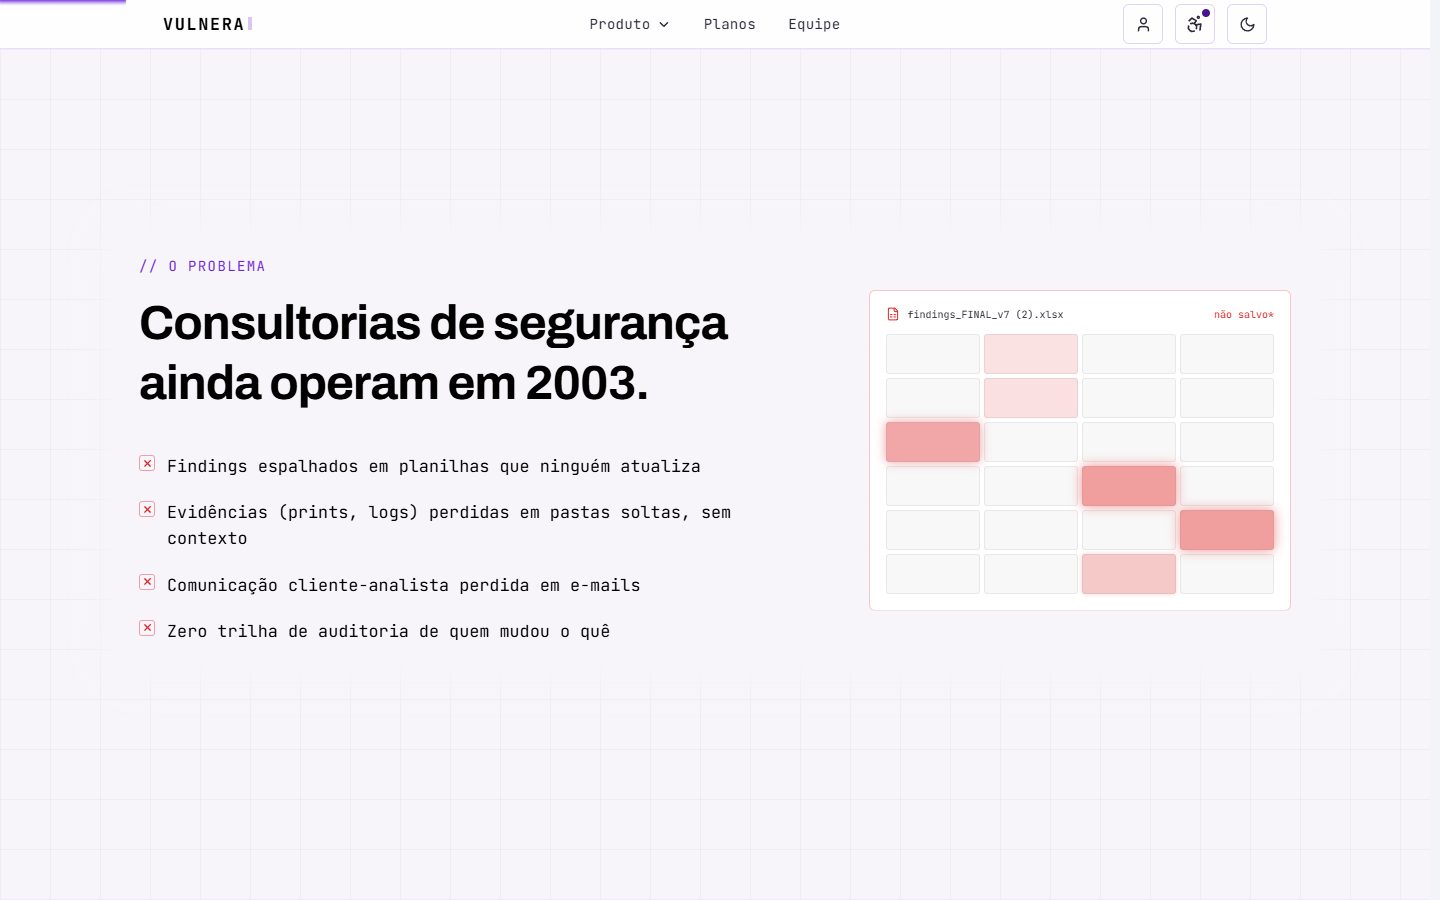 VULNERA
Produto
Planos
Equipe
// O PROBLEMA
Consultorias de segurança
ainda operam em 2003.
Findings espalhados em planilhas que ninguém atualiza
Evidências (prints, logs) perdidas em pastas soltas, sem
contexto
Comunicação cliente-analista perdida em e-mails
Zero trilha de auditoria de quem mudou o quê
findings_FINAL_v7 (2).xlsx
não salvo*